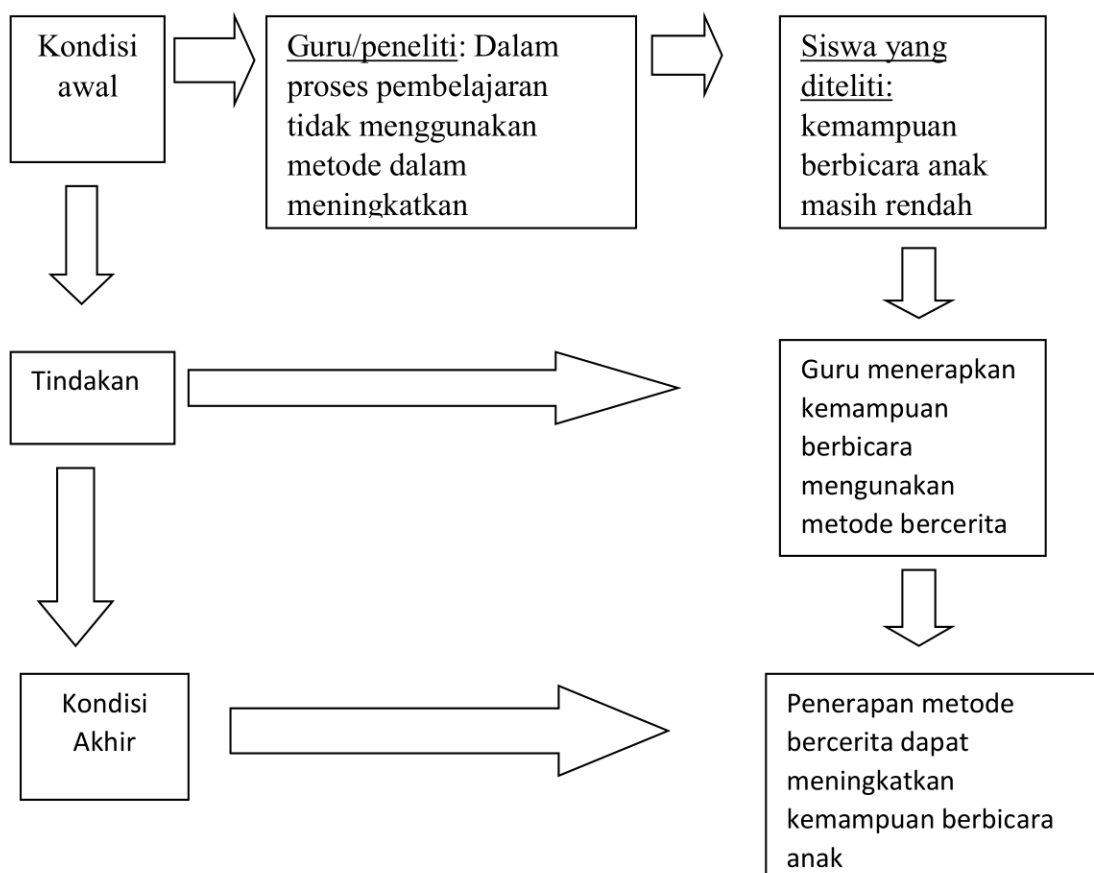 Kondisi
awal
Guru/peneliti: Dalam
proses pembelajaran
tidak menggunakan
metode dalam
meningkatkan
Siswa yang
diteliti:
kemampuan
berbicara anak
masih rendah
Tindakan
Guru menerapkan
kemampuan
berbicara
mengunakan
metode bercerita
Kondisi
Akhir
Penerapan metode
bercerita dapat
meningkatkan
kemampuan berbicara
anak